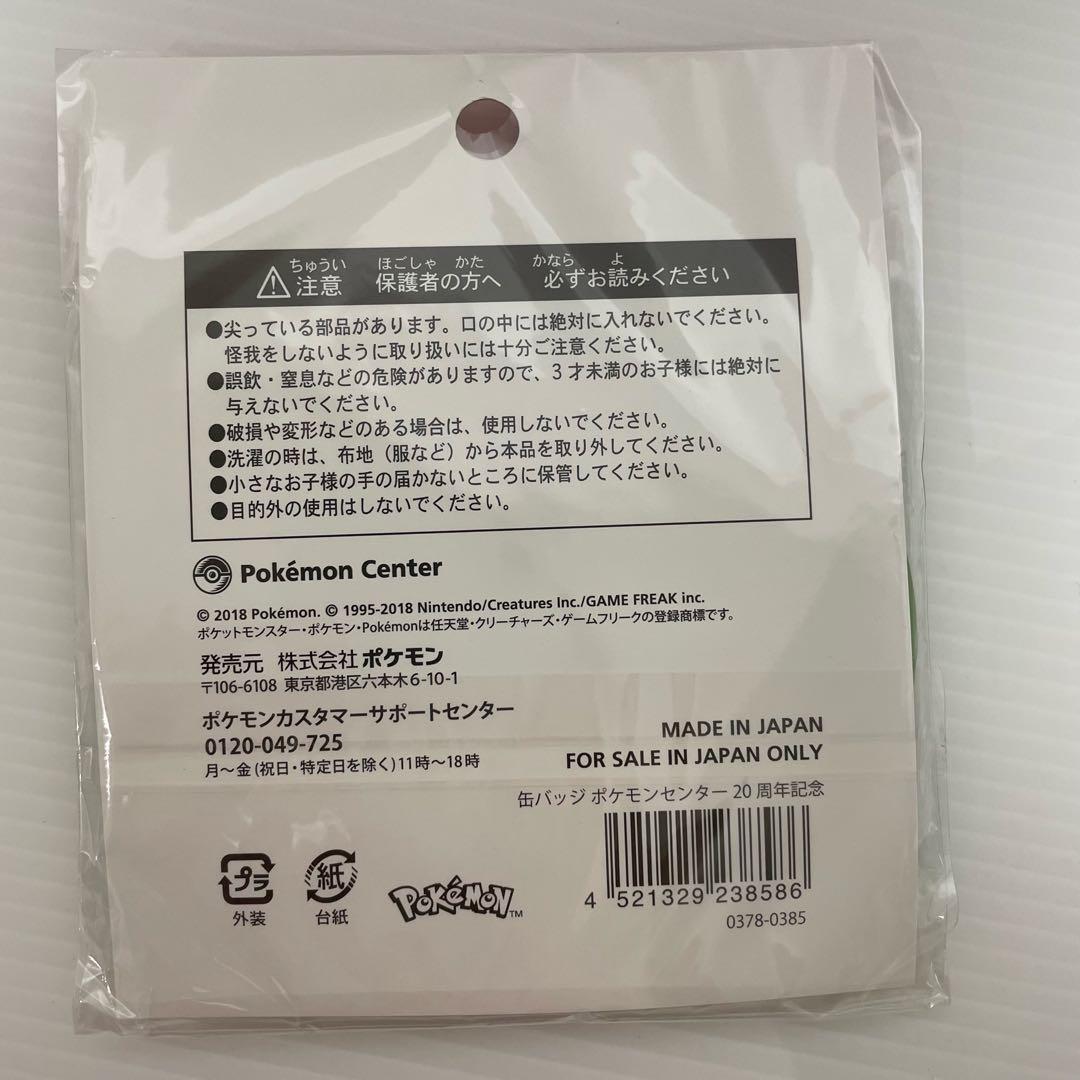 ちゅうい ほごしゃ かた かなら よ
注意 保護者の方へ 必ずお読みください
●尖っている部品があります。口の中には絶対に入れないでください。
怪我をしないように取り扱いには十分ご注意ください。
●誤飲・窒息などの危険がありますので、3才未満のお子様には絶対に
与えないでください。
●破損や変形などのある場合は、使用しないでください。
●洗濯の時は、布地（服など）から本品を取り外してください。
●小さなお子様の手の届かないところに保管してください。
●目的外の使用はしないでください。
Pokémon Center
© 2018 Pokémon. © 1995-2018 Nintendo/Creatures Inc./GAME FREAK inc.
ポケットモンスター・ポケモン・Pokémonは任天堂・クリーチャーズ・ゲームフリークの登録商標です。
発売元 株式会社ポケモン
〒106-6108 東京都港区六本木6-10-1
ポケモンカスタマーサポートセンター
0120-049-725
月～金(祝日・特定日を除く)11時～18時
MADE IN JAPAN
FOR SALE IN JAPAN ONLY
缶バッジ ポケモンセンター 20周年記念
4 521329 238586
0378-0385
プラ
外装
紙
台紙
POKéMON™